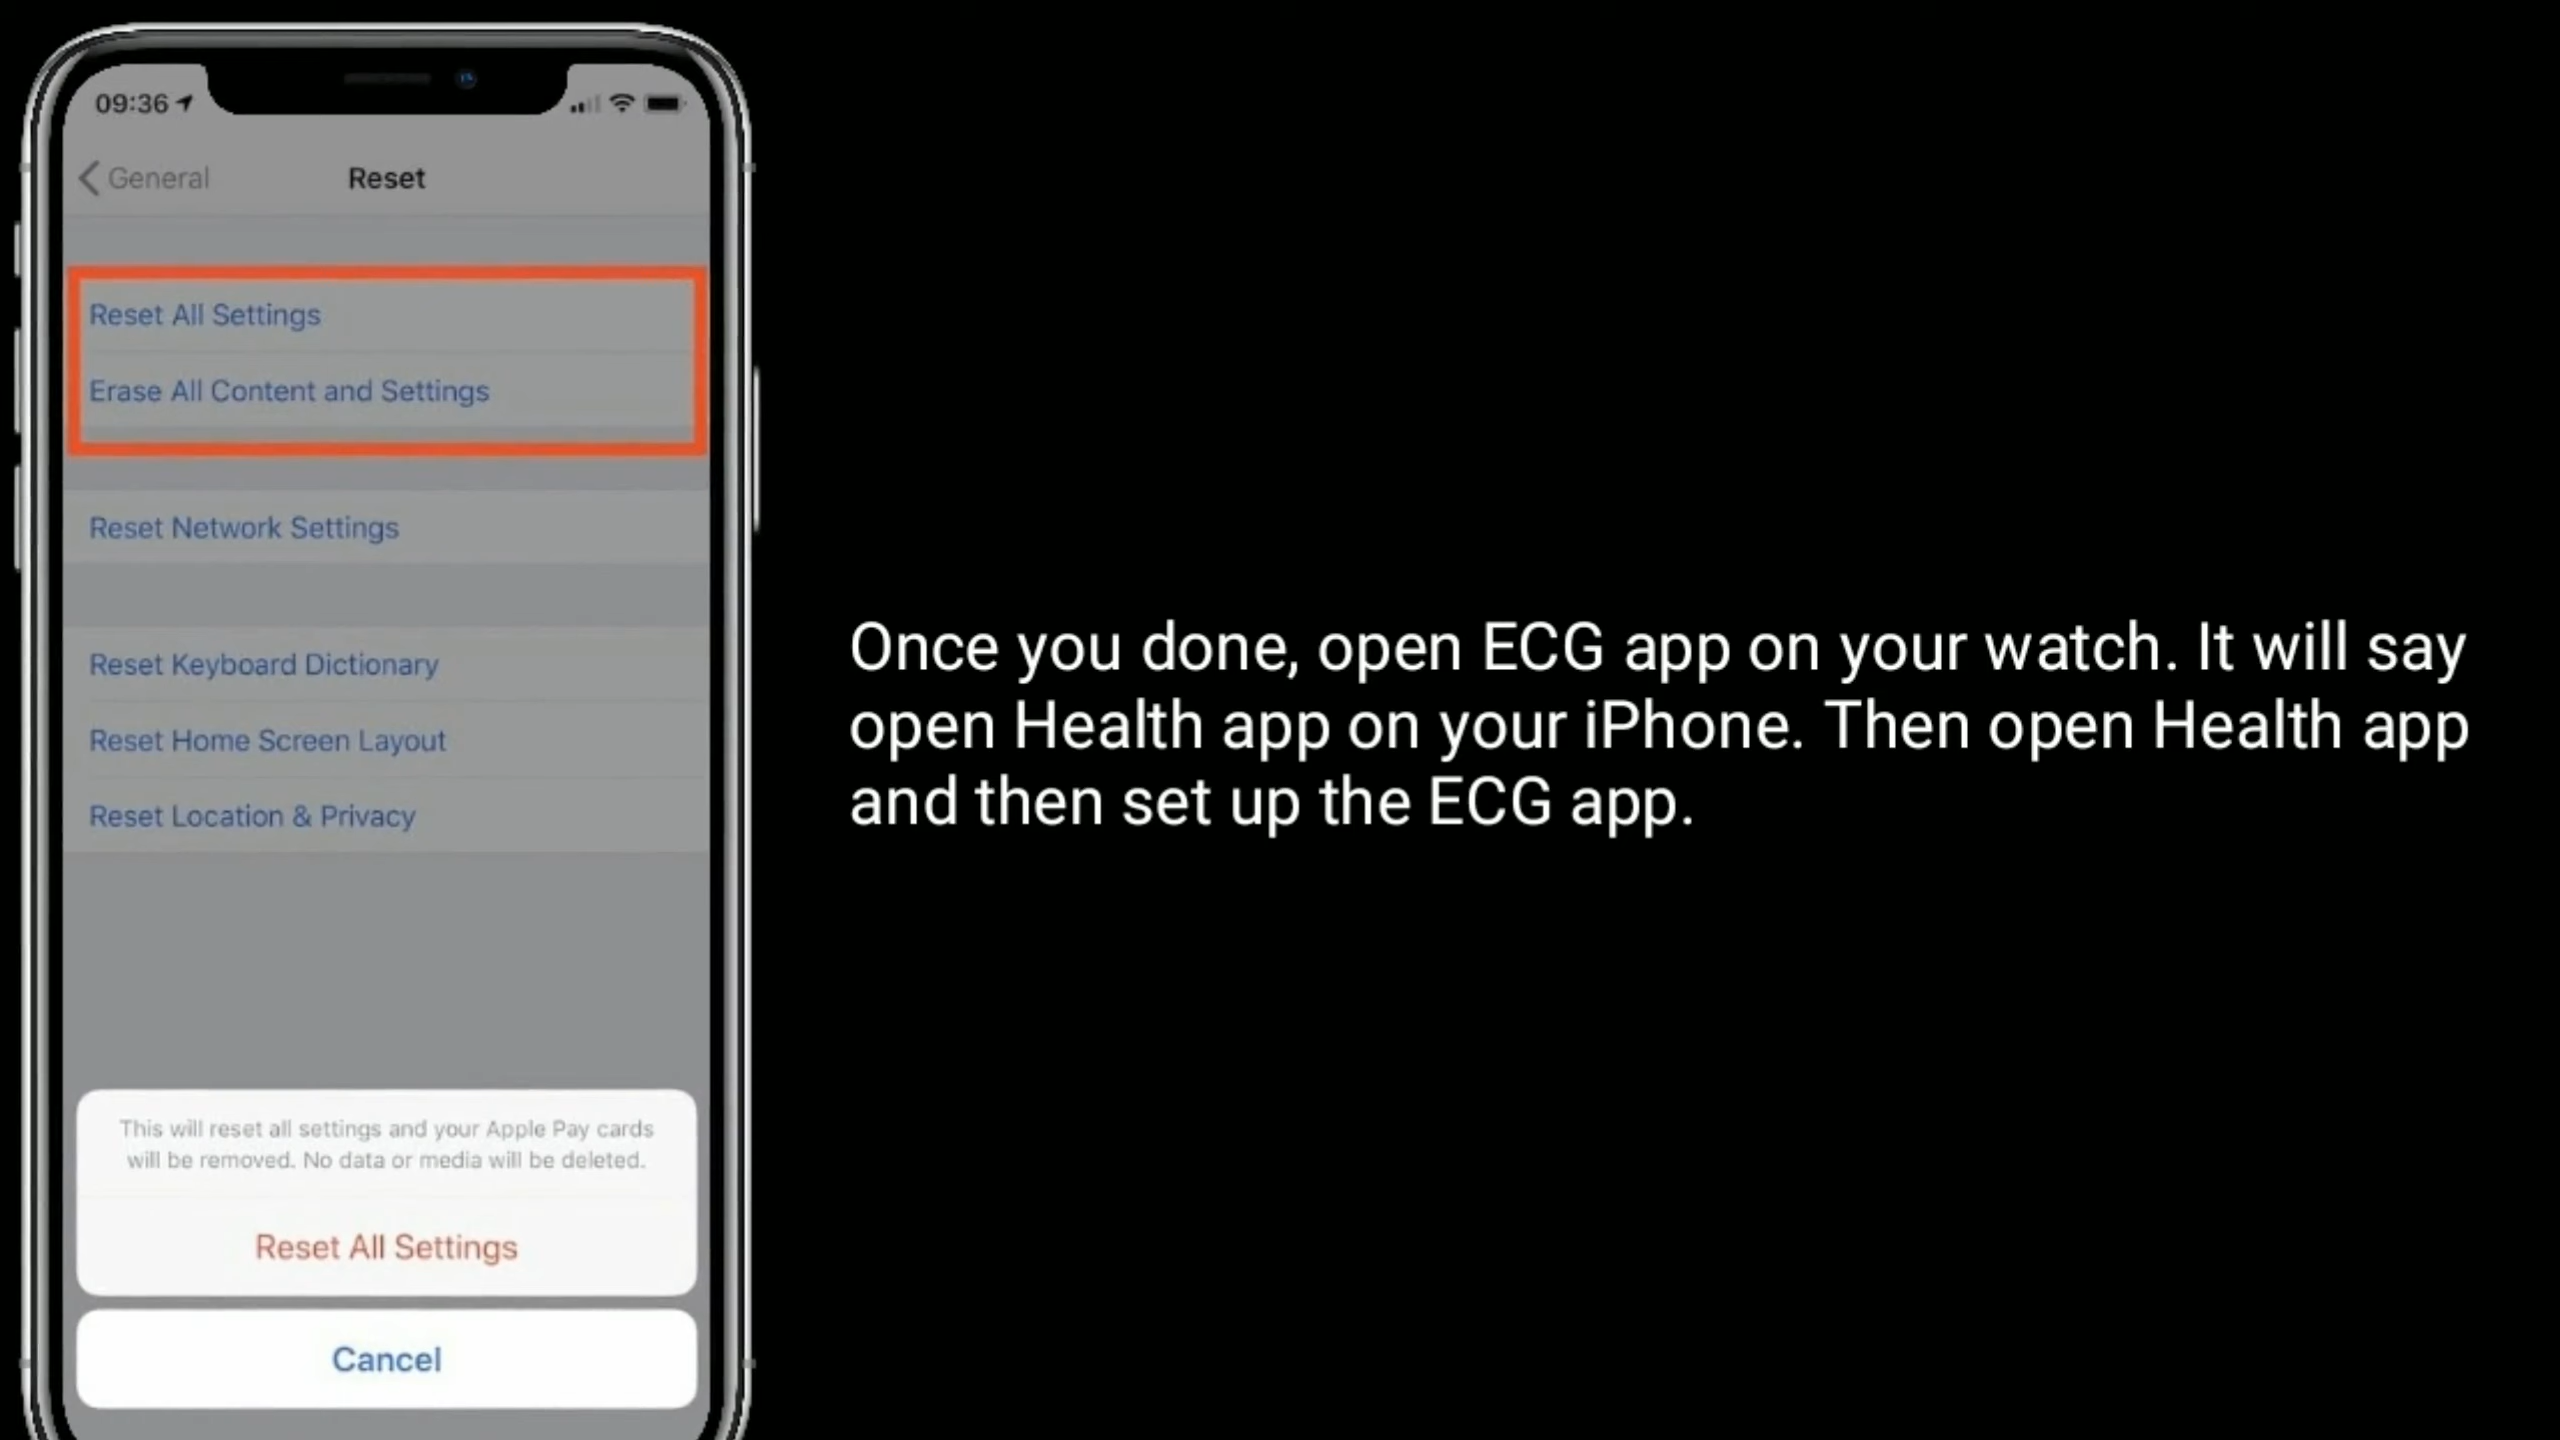 09:36
General
Reset
Reset All Settings
Erase All Content and Settings
Reset Network Settings
Reset Keyboard Dictionary
Reset Home Screen Layout
Reset Location & Privacy
This will reset all settings and your Apple Pay cards
will be removed. No data or media will be deleted.
Reset All Settings
Cancel
Once you done, open ECG app on your watch. It will say
open Health app on your iPhone. Then open Health app
and then set up the ECG app.